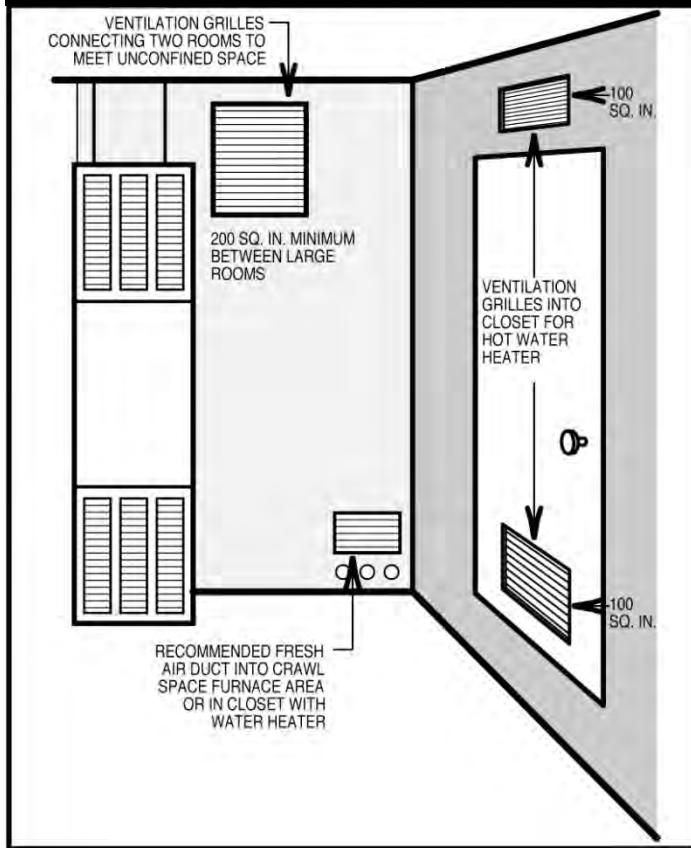 VENTILATION GRILLES
CONNECTING TWO ROOMS TO
MEET UNCONFINED SPACE
100
SQ. IN.
200 SQ. IN. MINIMUM
BETWEEN LARGE
ROOMS
VENTILATION
GRILLES INTO
CLOSET FOR
HOT WATER
HEATER
100
SQ. IN.
RECOMMENDED FRESH
AIR DUCT INTO CRAWL
SPACE FURNACE AREA
OR IN CLOSET WITH
WATER HEATER